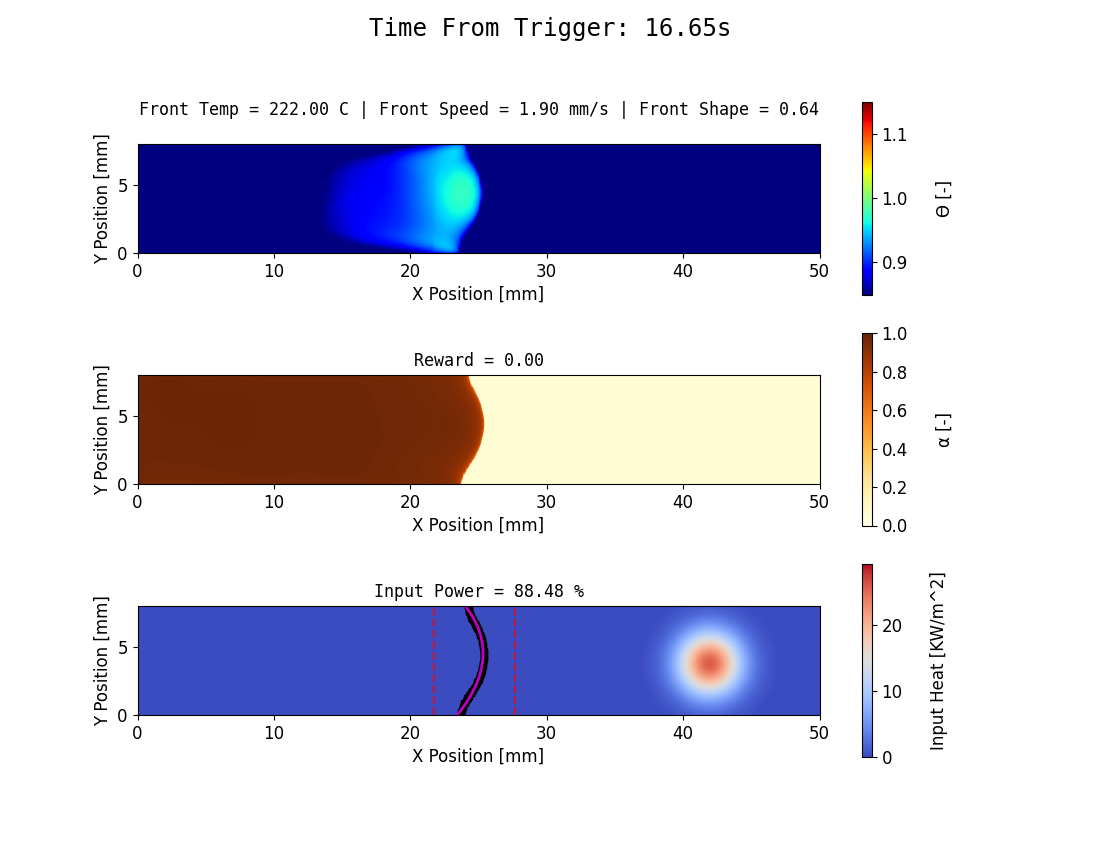 Time From Trigger: 16.65s
Front Temp = 222.00 C | Front Speed = 1.90 mm/s | Front Shape = 0.64
Y Position [mm]
5
0
0 10 20 30 40 50
X Position [mm]
1.1
1.0
0.9
Θ [-]
Reward = 0.00
Y Position [mm]
5
0
0 10 20 30 40 50
X Position [mm]
1.0
0.8
0.6
0.4
0.2
0.0
α [-]
Input Power = 88.48 %
Y Position [mm]
5
0
0 10 20 30 40 50
X Position [mm]
20
10
0
Input Heat [KW/m^2]